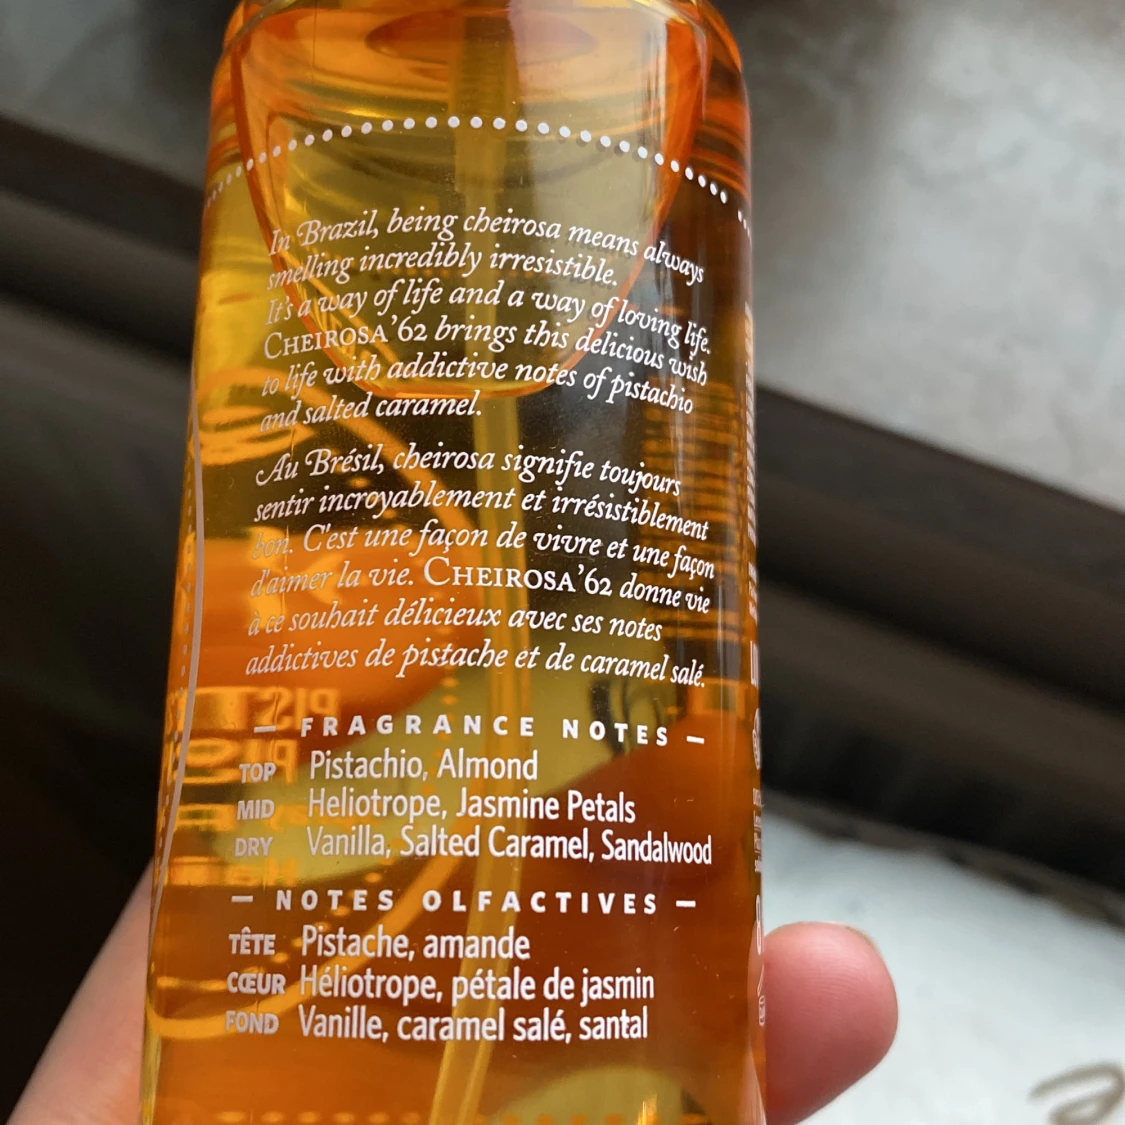 In Brazil, being cheirosa means always
smelling incredibly irresistible.
It's a way of life and a way of loving life.
CHEIROSA'62 brings this delicious wish
to life with addictive notes of pistachio
and salted caramel.
Au Brésil, cheirosa signifie toujours
sentir incroyablement et irrésistiblement
bon. C'est une façon de vivre et une façon
d'aimer la vie. CHEIROSA'62 donne vie
à ce souhait délicieux avec ses notes
addictives de pistache et de caramel salé.
— FRAGRANCE NOTES —
TOP Pistachio, Almond
MID Heliotrope, Jasmine Petals
DRY Vanilla, Salted Caramel, Sandalwood
— NOTES OLFACTIVES —
TÊTE Pistache, amande
CŒUR Héliotrope, pétale de jasmin
FOND Vanille, caramel salé, santal